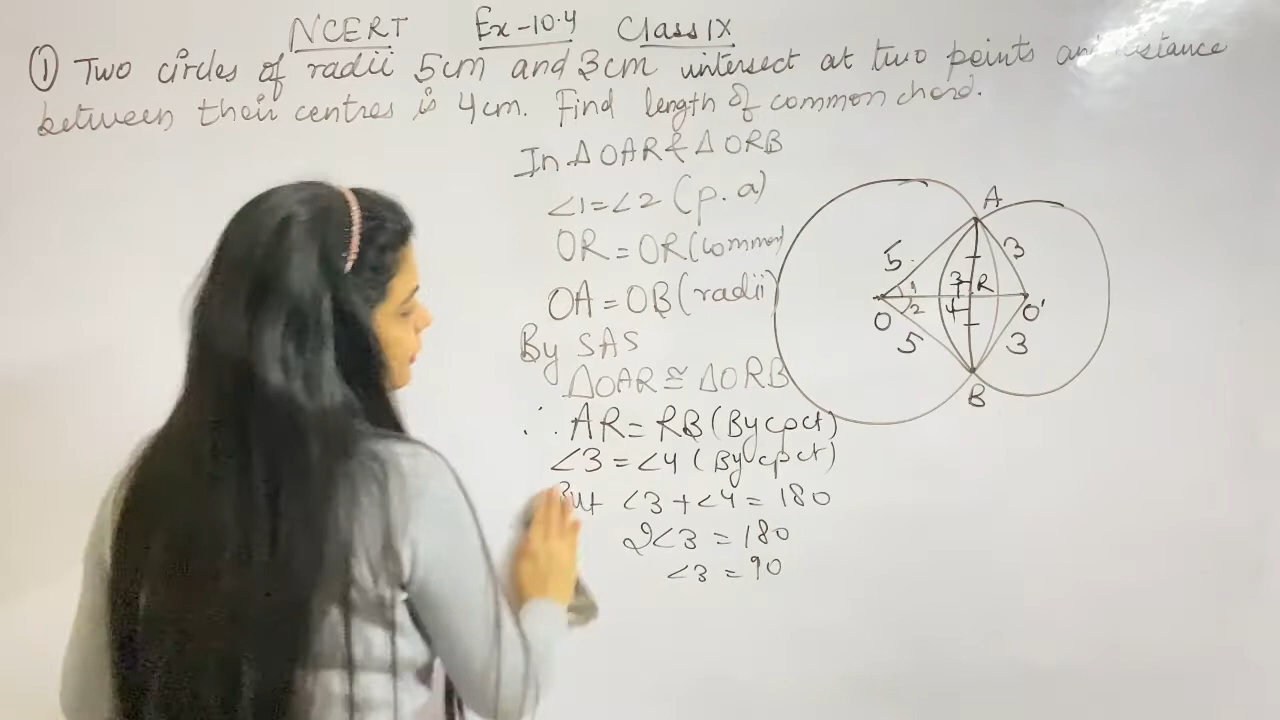 NCERT Ex-10.4 Class IX
① Two circles of radii 5cm and 3cm intersect at two points
between their centres is 4cm. Find length of common chord.
In △OAR & △ORB
∠1=∠2 (p.a)
OR = OR (common)
OA = OB (radii)
By SAS
△OAR ≅ △ORB
∴ AR = RB (By cpct)
∠3 = ∠4 (By cpct)
∠3 + ∠4 = 180
2∠3 = 180
∠3 = 90
A
5 3
3 R
1
O 2 4 O'
5 3
B